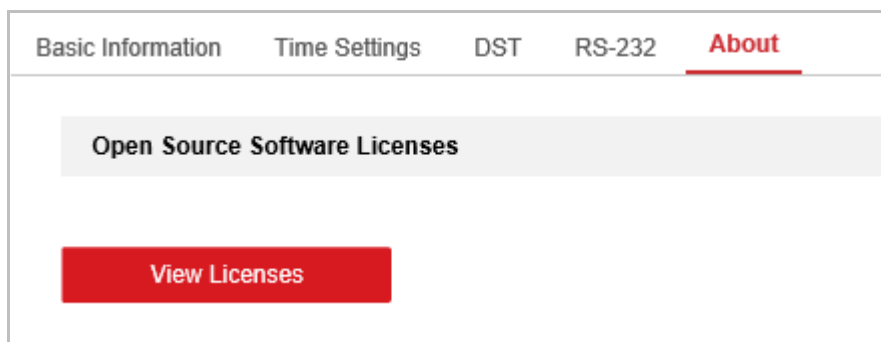 Basic Information Time Settings DST RS-232 About
Open Source Software Licenses
View Licenses